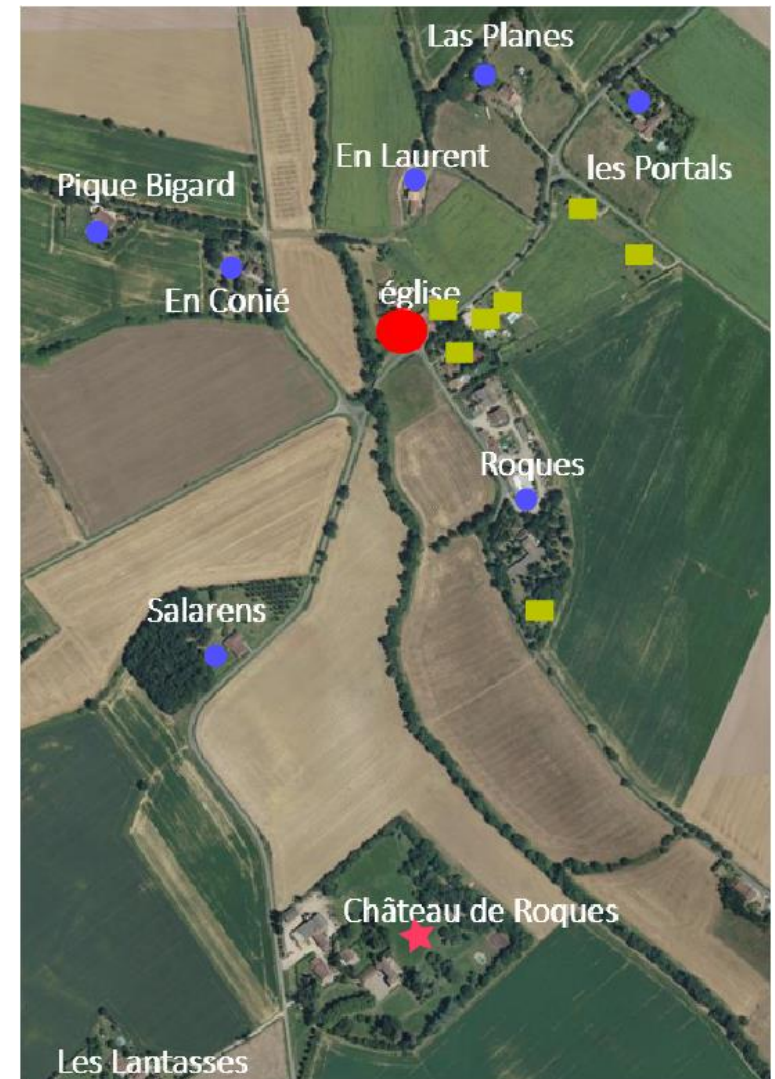 Las Planes
En Laurent
les Portals
Pique Bigard
En Conié
église
Roques
Salarens
Château de Roques
Les Lantasses